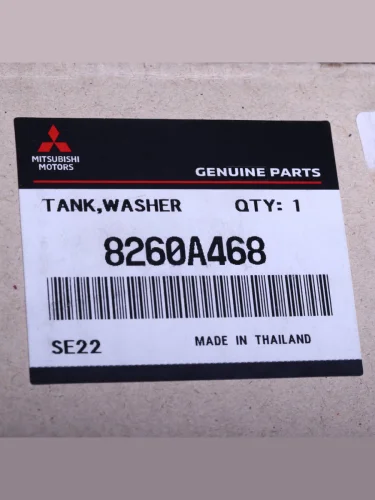 MITSUBISHI
MOTORS
GENUINE PARTS
TANK,WASHER QTY: 1
8260A468
SE22 MADE IN THAILAND